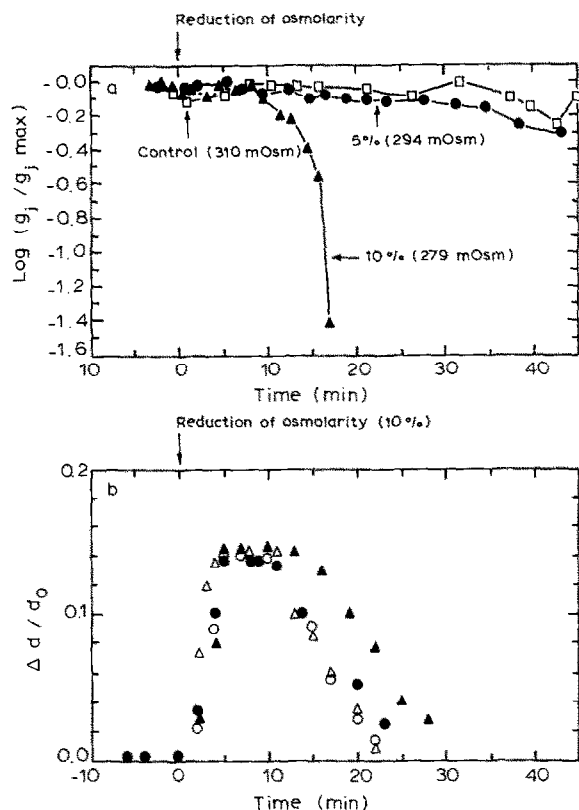 Reduction of osmolarity
a
Log (gj / gj max)
-0.0
-0.2
-0.4
-0.6
-0.8
-1.0
-1.2
-1.4
-1.6
Control (310 mOsm)
5% (294 mOsm)
10% (279 mOsm)
10 0 10 20 30 40
Time (min)
Reduction of osmolarity (10%)
b
Δ d / d0
0.2
0.1
0.0
-10 0 10 20 30 40
Time (min)